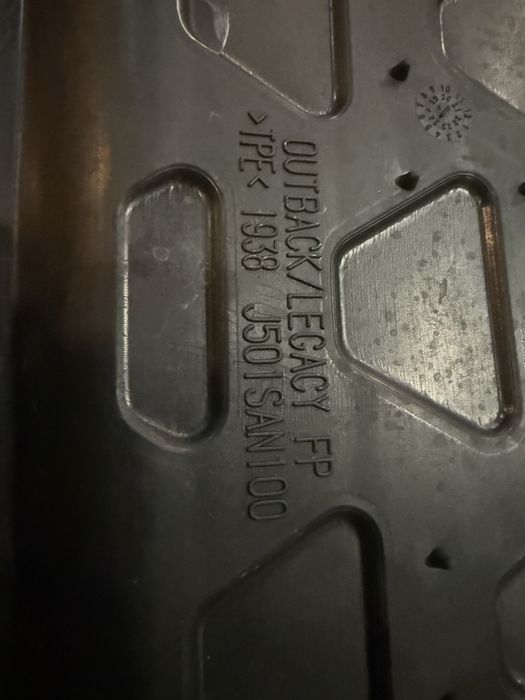 OUTBACK/LEGACY FP
>TPE< 1938 J501SAN100